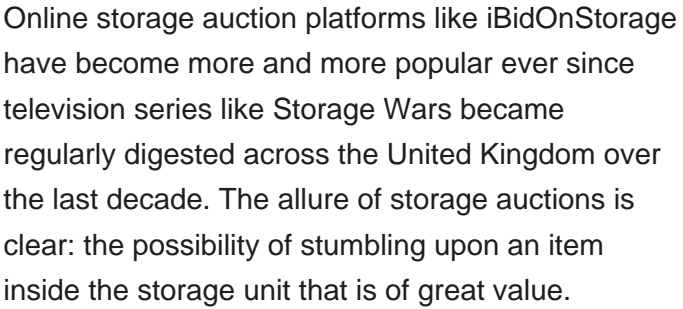 Online storage auction platforms like iBidOnStorage
have become more and more popular ever since
television series like Storage Wars became
regularly digested across the United Kingdom over
the last decade. The allure of storage auctions is
clear: the possibility of stumbling upon an item
inside the storage unit that is of great value.